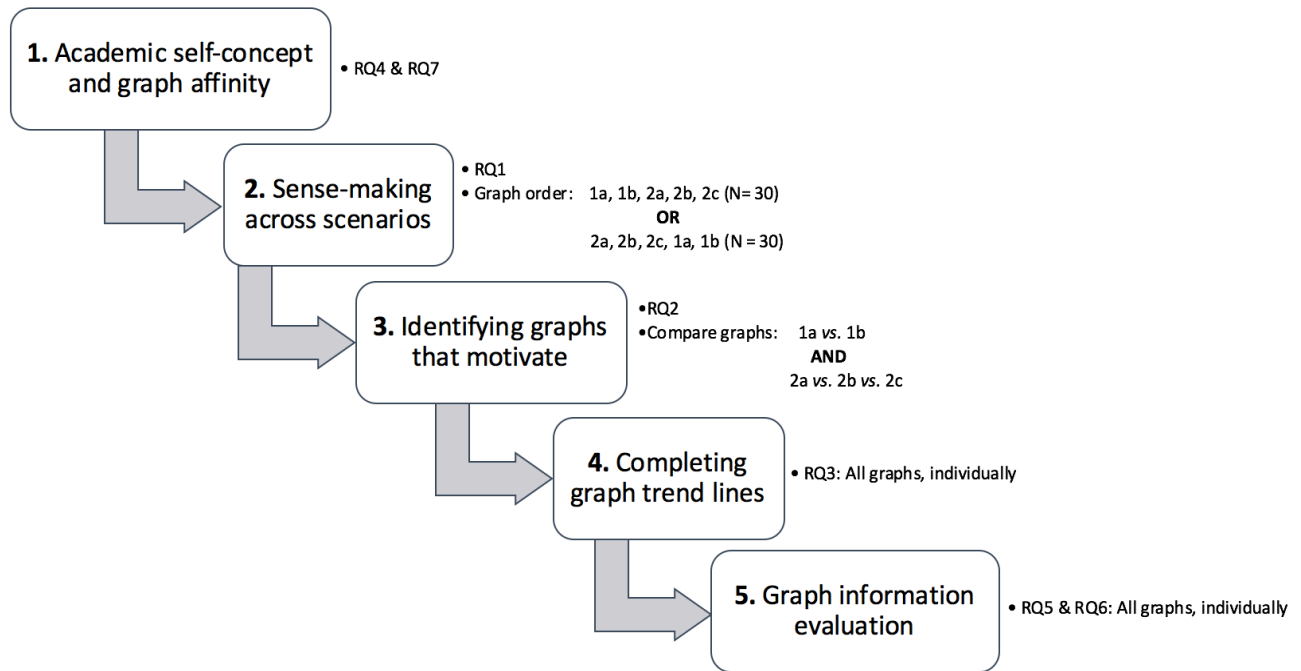 1. Academic self-concept
and graph affinity
• RQ4 & RQ7
2. Sense-making
across scenarios
• RQ1
• Graph order: 1a, 1b, 2a, 2b, 2c (N= 30)
OR
2a, 2b, 2c, 1a, 1b (N = 30)
3. Identifying graphs
that motivate
•RQ2
•Compare graphs: 1a vs. 1b
AND
2a vs. 2b vs. 2c
4. Completing
graph trend lines
• RQ3: All graphs, individually
5. Graph information
evaluation
• RQ5 & RQ6: All graphs, individually